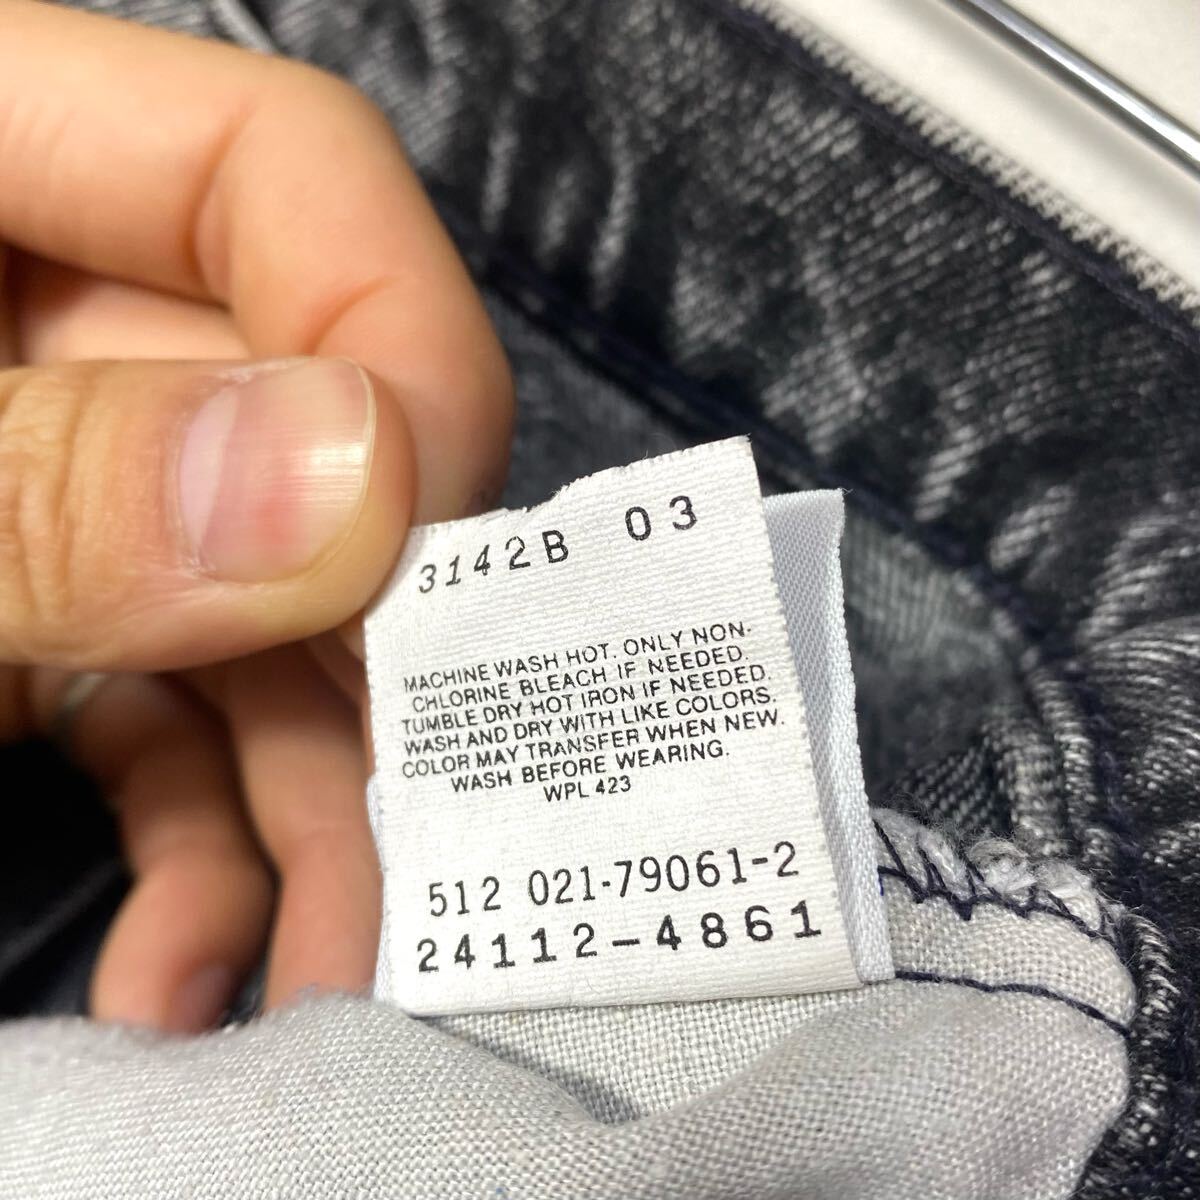 3142B 03
MACHINE WASH HOT. ONLY NON-
CHLORINE BLEACH IF NEEDED.
TUMBLE DRY HOT IRON IF NEEDED.
WASH AND DRY WITH LIKE COLORS.
COLOR MAY TRANSFER WHEN NEW.
WASH BEFORE WEARING.
WPL 423
512 021-79061-2
24112-4861